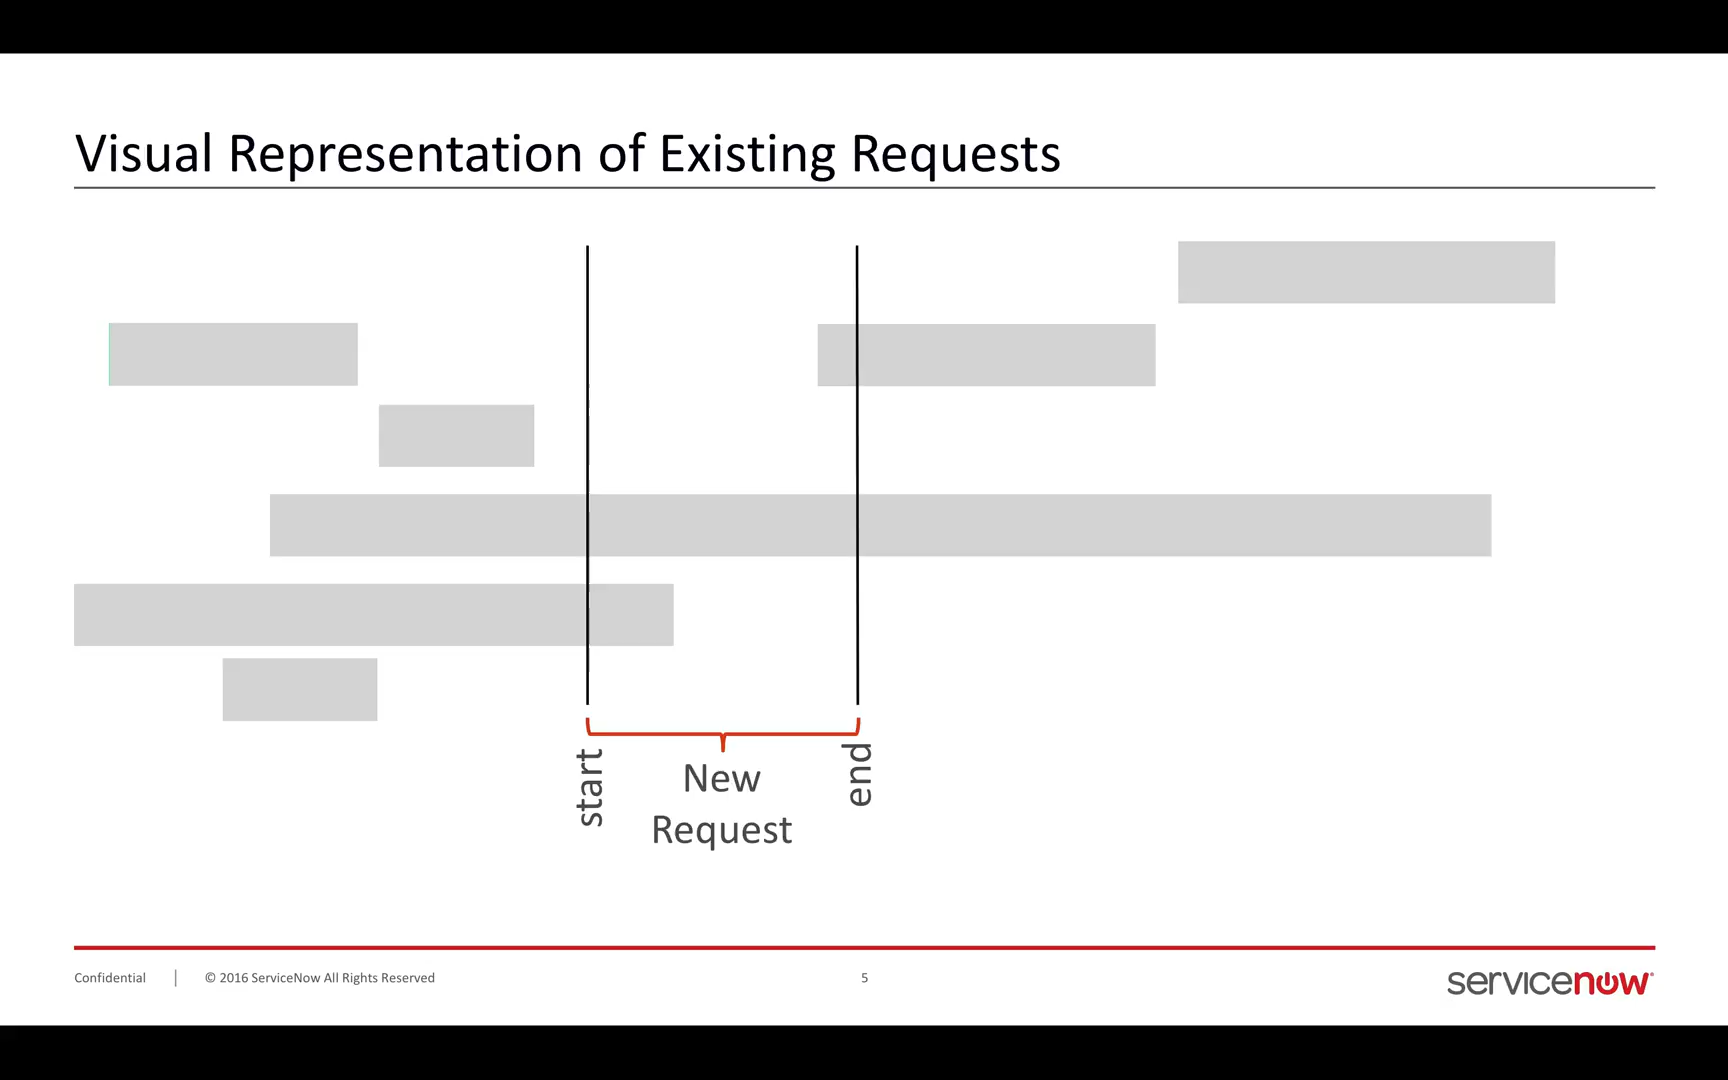 Visual Representation of Existing Requests
start
New
Request
end
Confidential | © 2016 ServiceNow All Rights Reserved
5
servicenow